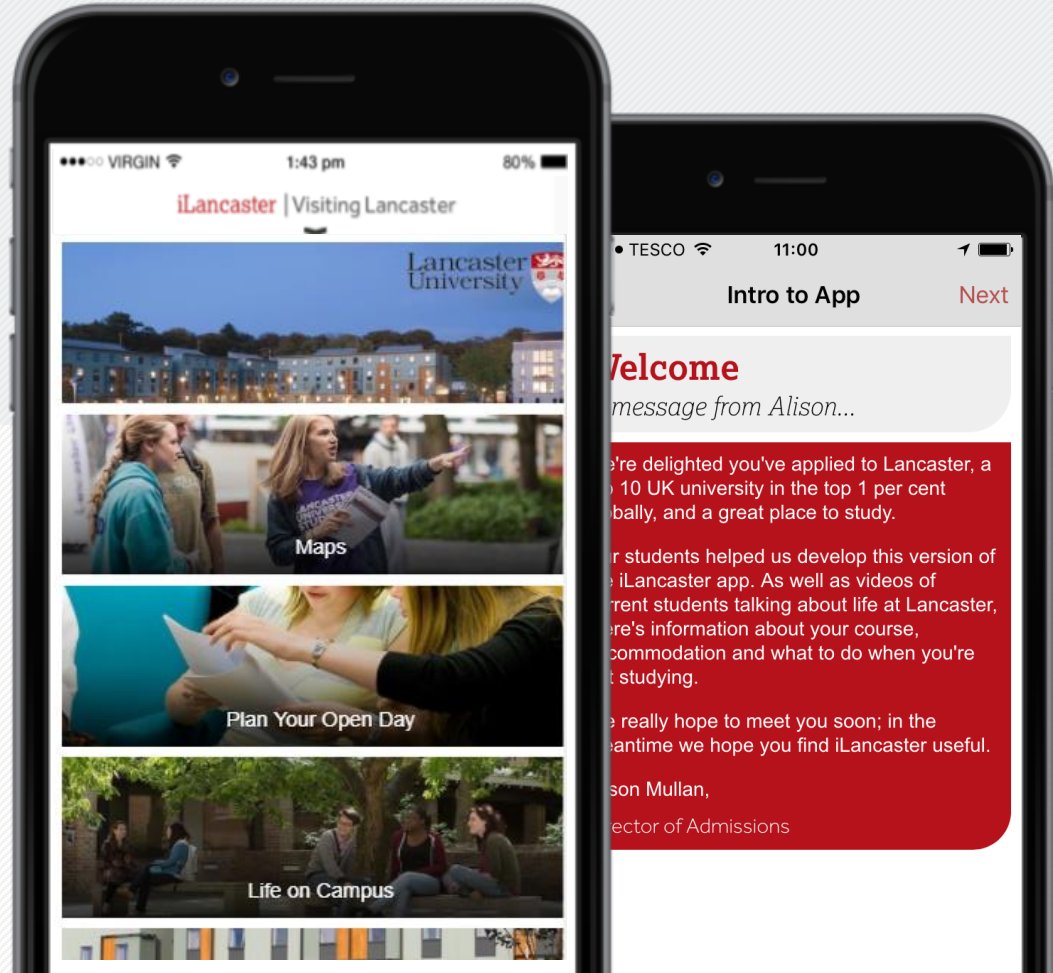 VIRGIN
1:43 pm
80%
iLancaster | Visiting Lancaster
Lancaster
University
LANCASTER
Maps
Plan Your Open Day
Life on Campus
TESCO
11:00
Intro to App
Next
elcome
message from Alison...
e're delighted you've applied to Lancaster, a
10 UK university in the top 1 per cent
bally, and a great place to study.
r students helped us develop this version of
iLancaster app. As well as videos of
rrent students talking about life at Lancaster,
ere's information about your course,
commodation and what to do when you're
t studying.
really hope to meet you soon; in the
eantime we hope you find iLancaster useful.
son Mullan,
ector of Admissions